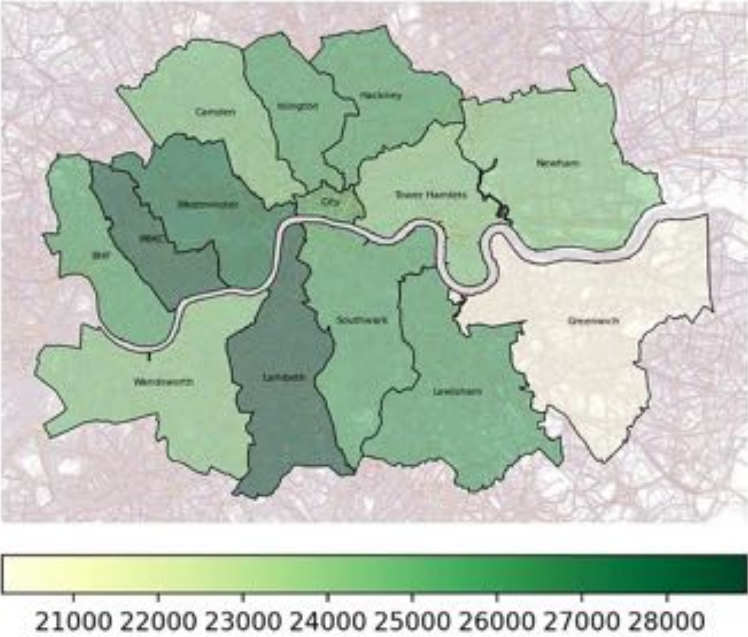 Hackney
Islington
Camden
Newham
Tower Hamlets
City
Westminster
RBKC
BHF
Southwark
Greenwich
Lambeth
Wandsworth
Lewisham
21000 22000 23000 24000 25000 26000 27000 28000